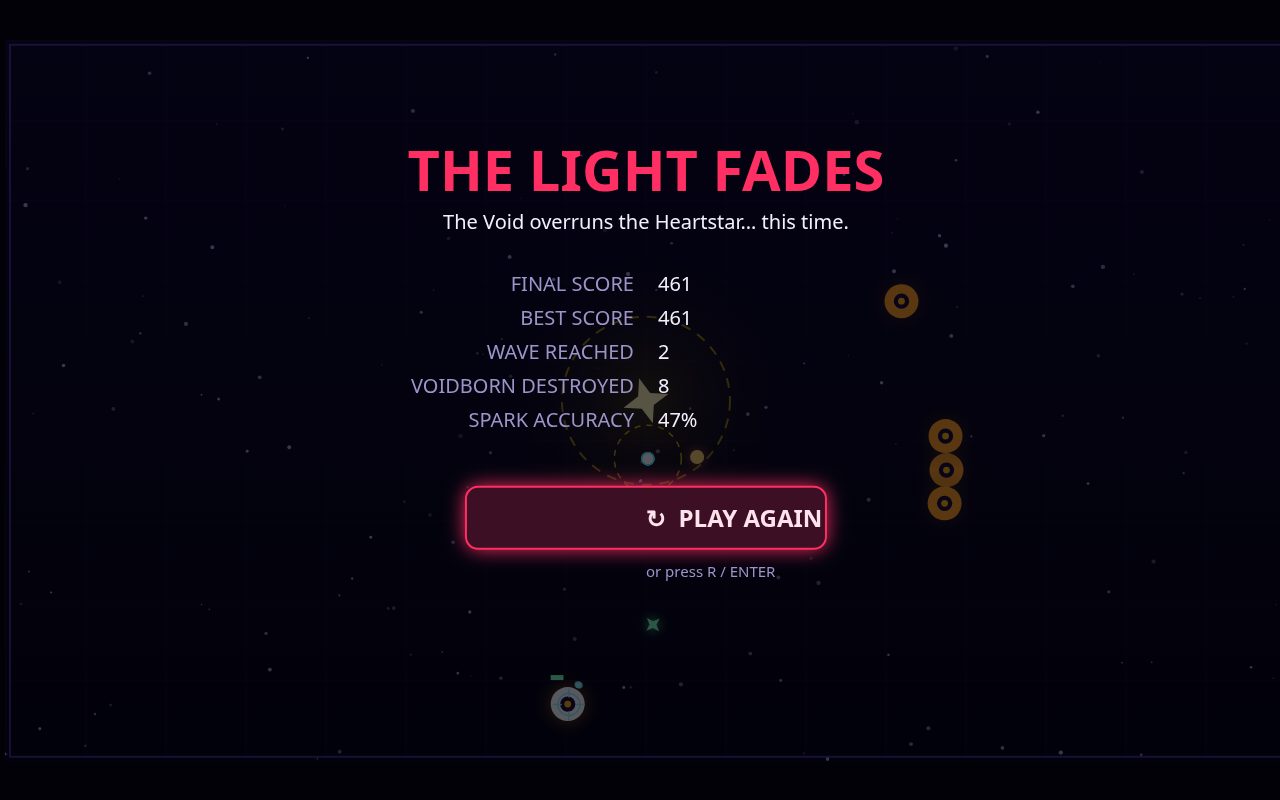 THE LIGHT FADES
The Void overruns the Heartstar... this time.
FINAL SCORE 461
BEST SCORE 461
WAVE REACHED 2
VOIDBORN DESTROYED 8
SPARK ACCURACY 47%
↻ PLAY AGAIN
or press R / ENTER